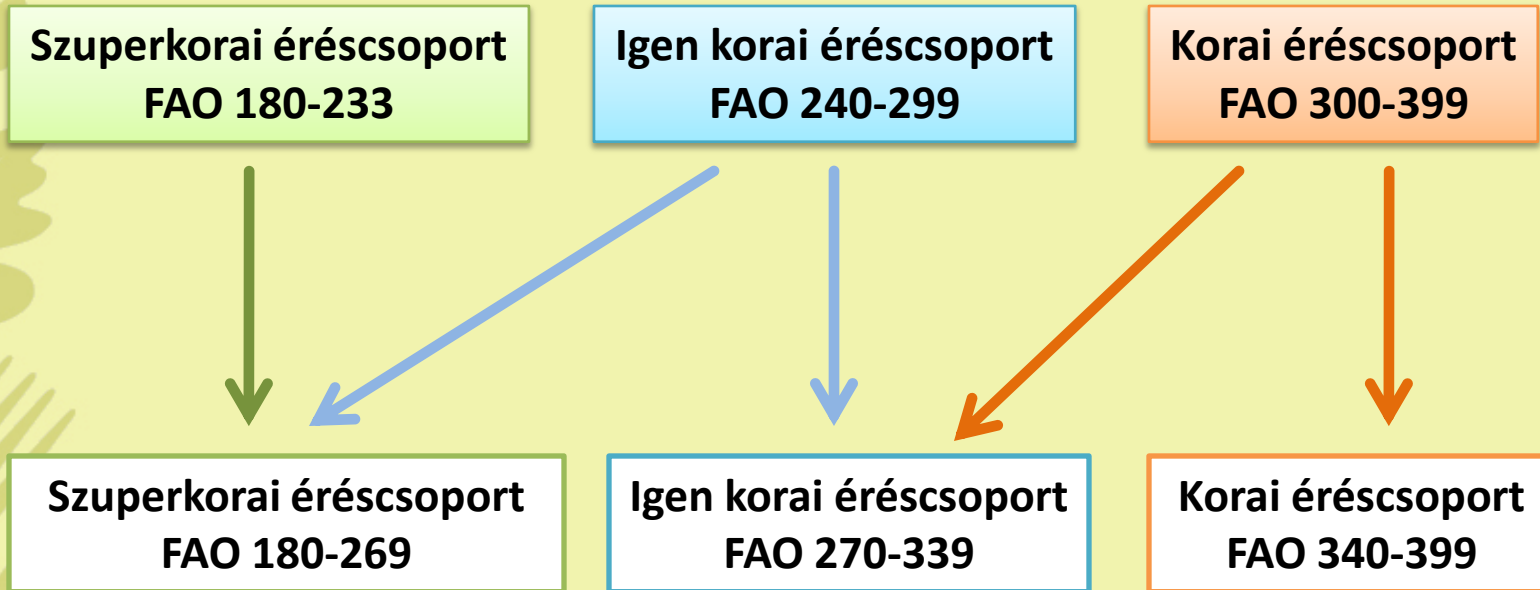 Szuperkorai éréscsoport
FAO 180-233
Igen korai éréscsoport
FAO 240-299
Korai éréscsoport
FAO 300-399
Szuperkorai éréscsoport
FAO 180-269
Igen korai éréscsoport
FAO 270-339
Korai éréscsoport
FAO 340-399